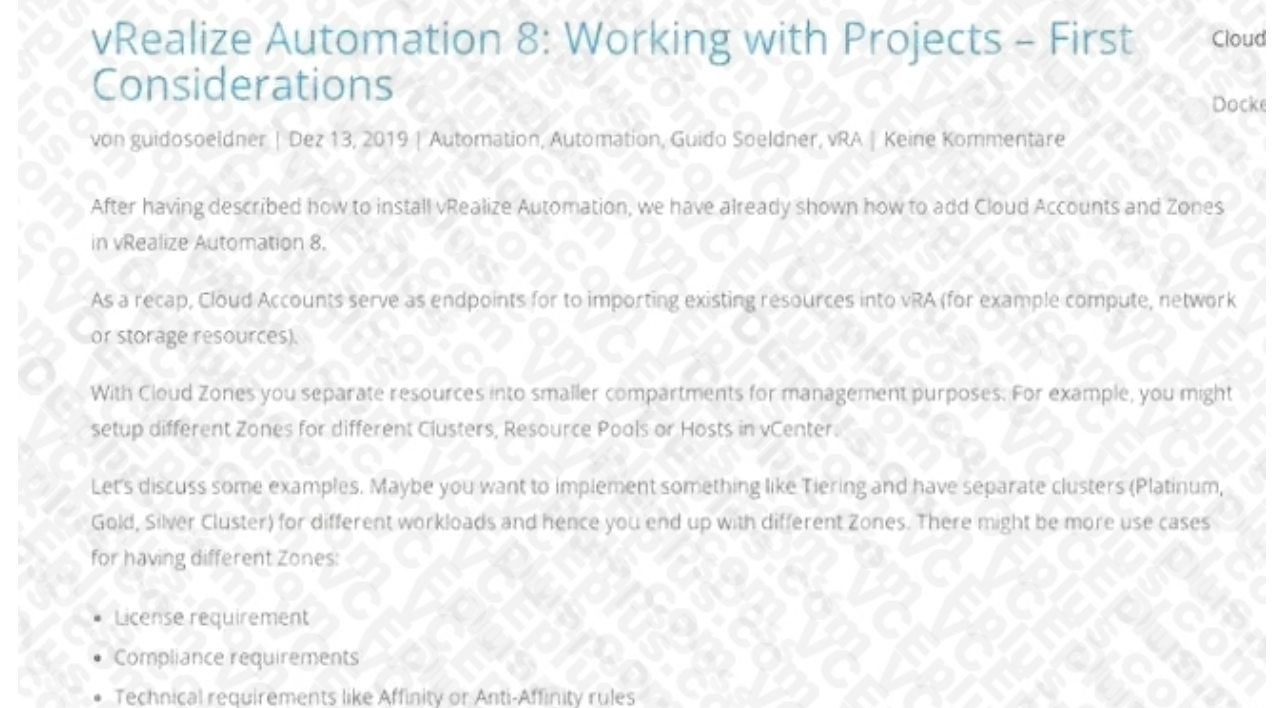 vRealize Automation 8: Working with Projects – First
Considerations
von guidosoeldner | Dez 13, 2019 | Automation, Automation, Guido Soeldner, vRA | Keine Kommentare
After having described how to install vRealize Automation, we have already shown how to add Cloud Accounts and Zones
in vRealize Automation 8.
As a recap, Cloud Accounts serve as endpoints for to importing existing resources into vRA (for example compute, network
or storage resources).
With Cloud Zones you separate resources into smaller compartments for management purposes. For example, you might
setup different Zones for different Clusters, Resource Pools or Hosts in vCenter.
Let's discuss some examples. Maybe you want to implement something like Tiering and have separate clusters (Platinum,
Gold, Silver Cluster) for different workloads and hence you end up with different Zones. There might be more use cases
for having different Zones:
• License requirement
• Compliance requirements
• Technical requirements like Affinity or Anti-Affinity rules
Cloud
Docke